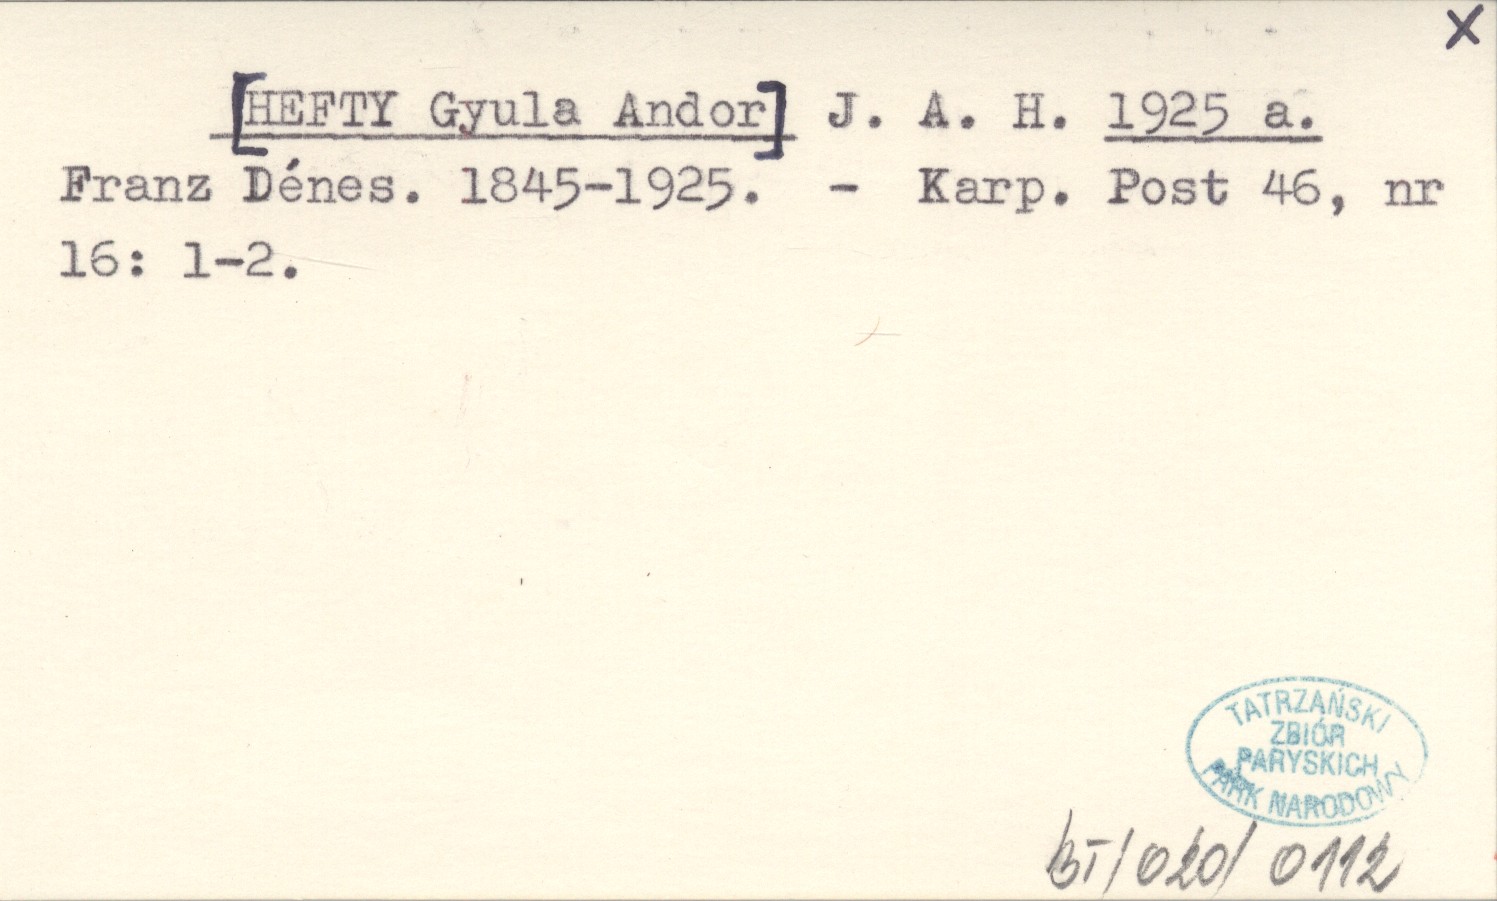 X
[HEFTY Gyula Andor] J. A. H. 1925 a.
Franz Dénes. 1845-1925. - Karp. Post 46, nr
16: 1-2.
TATRZAŃSKI
ZBIÓR
PARYSKICH
PARK NARODOWY
BT/020/0112